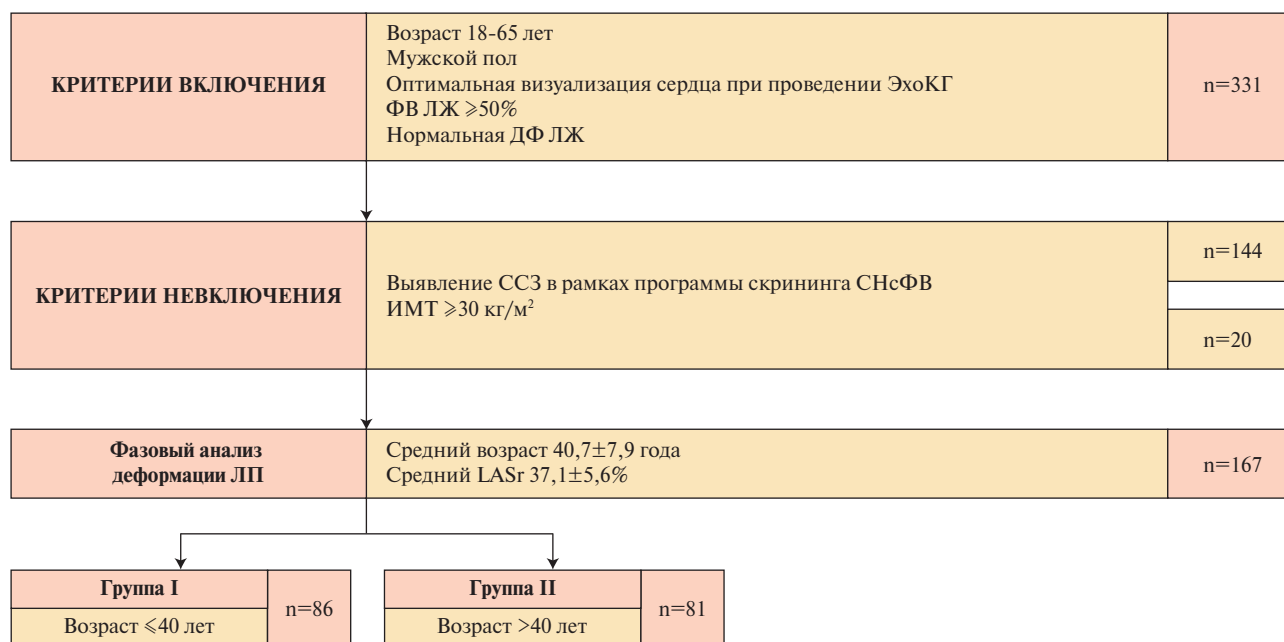 КРИТЕРИИ ВКЛЮЧЕНИЯ
Возраст 18-65 лет
Мужской пол
Оптимальная визуализация сердца при проведении ЭхоКГ
ФВ ЛЖ ⩾50%
Нормальная ДФ ЛЖ
n=331
КРИТЕРИИ НЕВКЛЮЧЕНИЯ
Выявление ССЗ в рамках программы скрининга СНсФВ
ИМТ ⩾30 кг/м²
n=144
n=20
Фазовый анализ
деформации ЛП
Средний возраст 40,7±7,9 года
Средний LASr 37,1±5,6%
n=167
Группа I
Возраст ⩽40 лет
n=86
Группа II
Возраст >40 лет
n=81